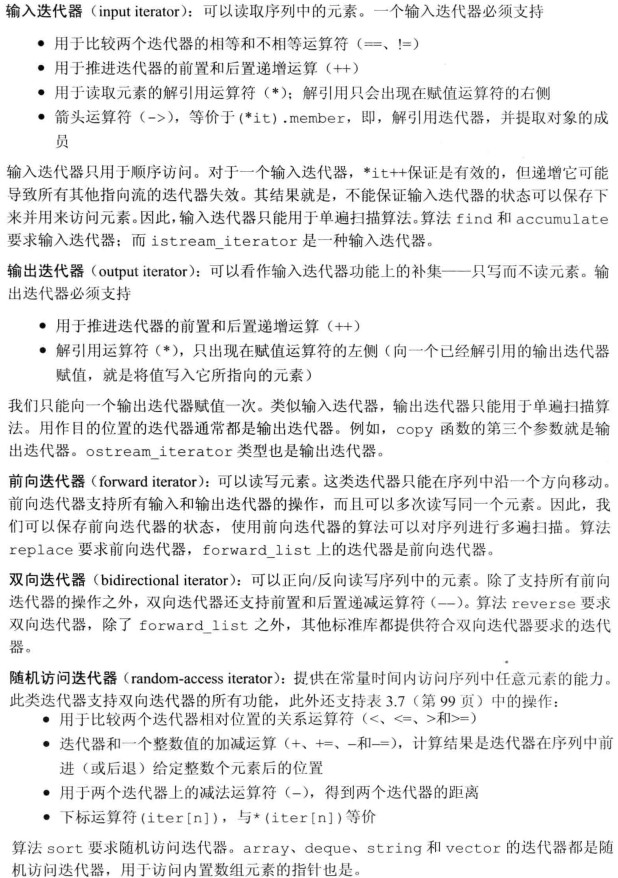 输入迭代器（input iterator）：可以读取序列中的元素。一个输入迭代器必须支持
● 用于比较两个迭代器的相等和不相等运算符（==、!=）
● 用于推进迭代器的前置和后置递增运算（++）
● 用于读取元素的解引用运算符（*）；解引用只会出现在赋值运算符的右侧
● 箭头运算符（->），等价于(*it).member，即，解引用迭代器，并提取对象的成
员
输入迭代器只用于顺序访问。对于一个输入迭代器，*it++保证是有效的，但递增它可能
导致所有其他指向流的迭代器失效。其结果就是，不能保证输入迭代器的状态可以保存下
来并用来访问元素。因此，输入迭代器只能用于单遍扫描算法。算法 find 和 accumulate
要求输入迭代器；而 istream_iterator 是一种输入迭代器。
输出迭代器（output iterator）：可以看作输入迭代器功能上的补集——只写而不读元素。输
出迭代器必须支持
● 用于推进迭代器的前置和后置递增运算（++）
● 解引用运算符（*），只出现在赋值运算符的左侧（向一个已经解引用的输出迭代器
赋值，就是将值写入它所指向的元素）
我们只能向一个输出迭代器赋值一次。类似输入迭代器，输出迭代器只能用于单遍扫描算
法。用作目的位置的迭代器通常都是输出迭代器。例如，copy 函数的第三个参数就是输
出迭代器。ostream_iterator 类型也是输出迭代器。
前向迭代器（forward iterator）：可以读写元素。这类迭代器只能在序列中沿一个方向移动。
前向迭代器支持所有输入和输出迭代器的操作，而且可以多次读写同一个元素。因此，我
们可以保存前向迭代器的状态，使用前向迭代器的算法可以对序列进行多遍扫描。算法
replace 要求前向迭代器，forward_list 上的迭代器是前向迭代器。
双向迭代器（bidirectional iterator）：可以正向/反向读写序列中的元素。除了支持所有前向
迭代器的操作之外，双向迭代器还支持前置和后置递减运算符（--）。算法 reverse 要求
双向迭代器，除了 forward_list 之外，其他标准库都提供符合双向迭代器要求的迭代
器。
随机访问迭代器（random-access iterator）：提供在常量时间内访问序列中任意元素的能力。
此类迭代器支持双向迭代器的所有功能，此外还支持表 3.7（第 99 页）中的操作：
● 用于比较两个迭代器相对位置的关系运算符（<、<=、>和>=）
● 迭代器和一个整数值的加减运算（+、+=、-和-=），计算结果是迭代器在序列中前
进（或后退）给定整数个元素后的位置
● 用于两个迭代器上的减法运算符（-），得到两个迭代器的距离
● 下标运算符(iter[n])，与*(iter[n])等价
算法 sort 要求随机访问迭代器。array、deque、string 和 vector 的迭代器都是随
机访问迭代器，用于访问内置数组元素的指针也是。